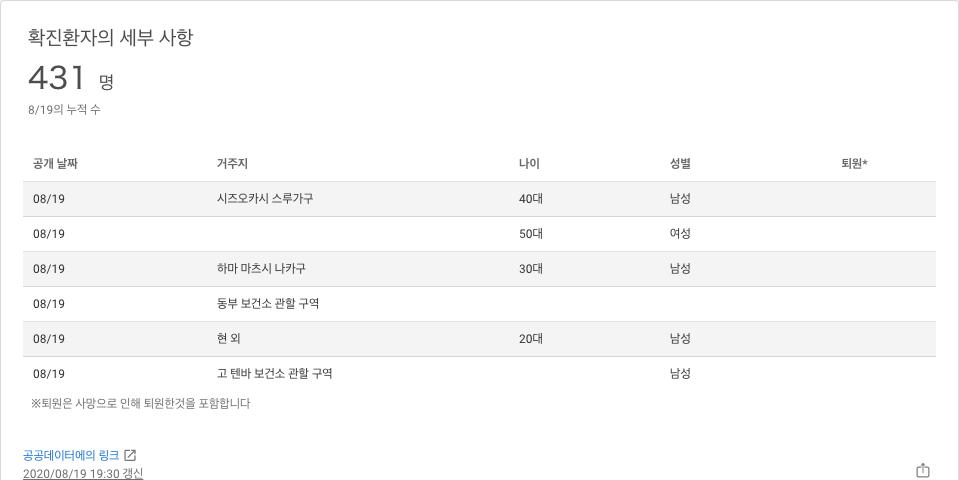 확진환자의 세부 사항
431 명
8/19의 누적 수
공개 날짜 거주지 나이 성별 퇴원*
08/19 시즈오카시 스루가구 40대 남성
08/19 50대 여성
08/19 하마 마츠시 나카구 30대 남성
08/19 동부 보건소 관할 구역
08/19 현 외 20대 남성
08/19 고 텐바 보건소 관할 구역 남성
※퇴원은 사망으로 인해 퇴원한것을 포함합니다
공공데이터에의 링크
2020/08/19 19:30 갱신